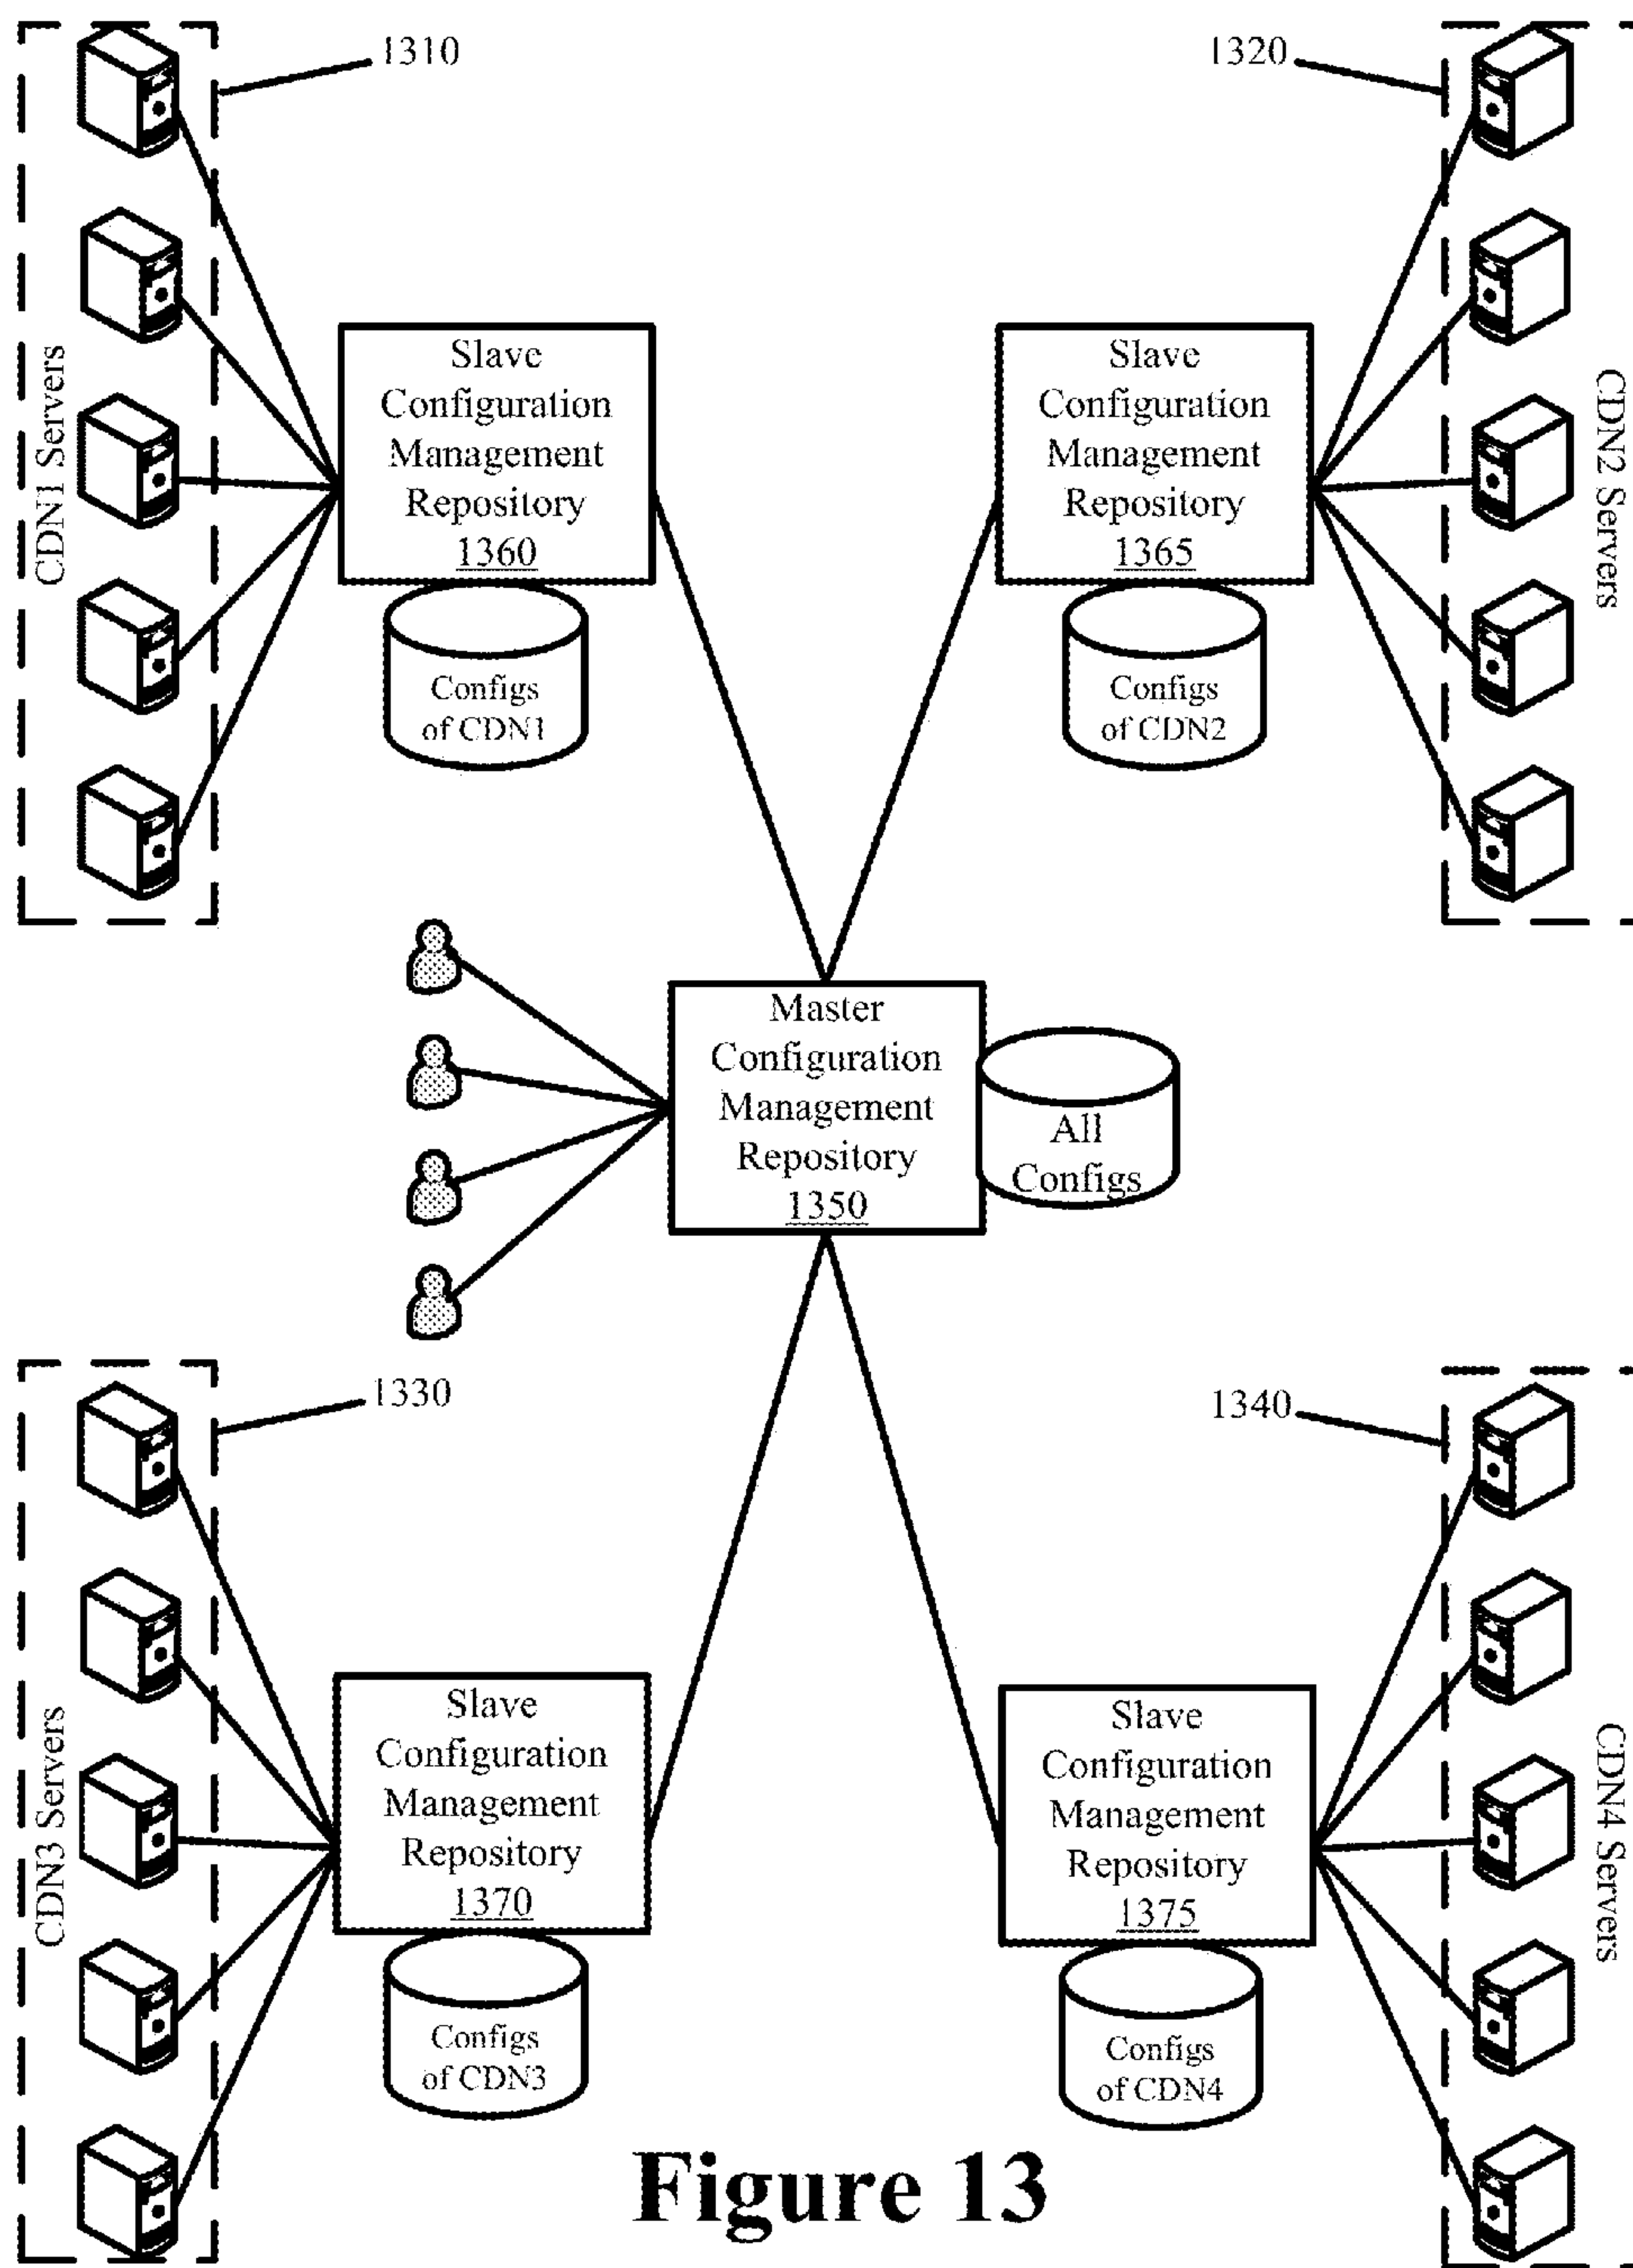 1310
1320
CDN1 Servers
Slave
Configuration
Management
Repository
1360
Configs
of CDN1
Slave
Configuration
Management
Repository
1365
Configs
of CDN2
CDN2 Servers
Master
Configuration
Management
Repository
1350
All
Configs
1330
1340
CDN3 Servers
Slave
Configuration
Management
Repository
1370
Configs
of CDN3
Slave
Configuration
Management
Repository
1375
Configs
of CDN4
CDN4 Servers
Figure 13